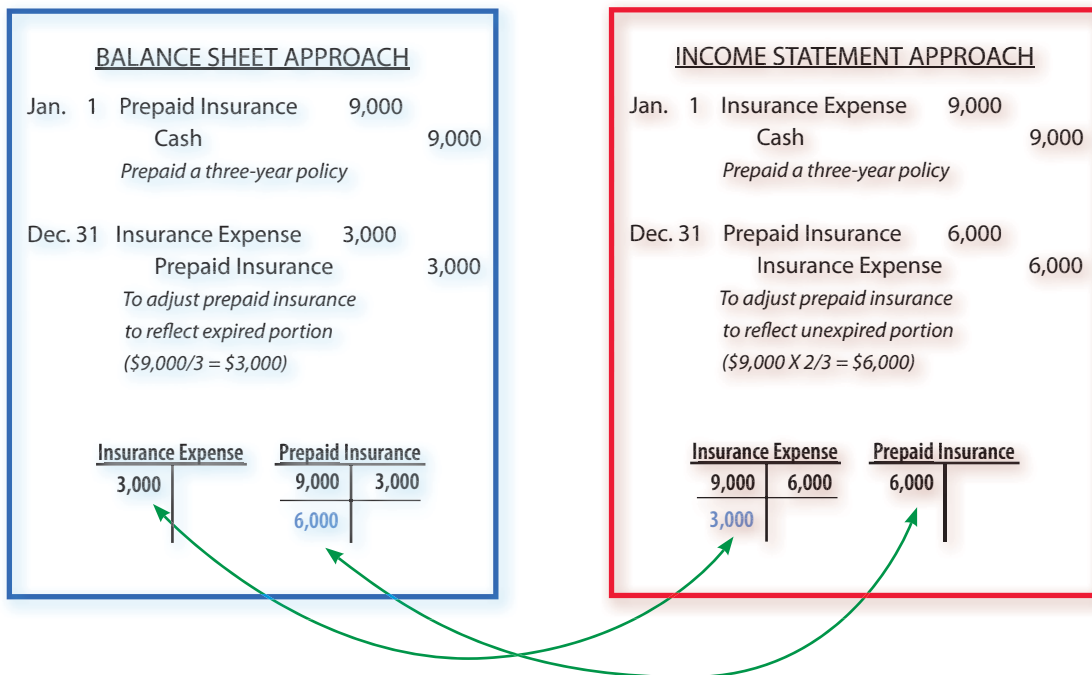 BALANCE SHEET APPROACH
Jan. 1 Prepaid Insurance 9,000
Cash 9,000
Prepaid a three-year policy
Dec. 31 Insurance Expense 3,000
Prepaid Insurance 3,000
To adjust prepaid insurance
to reflect expired portion
($9,000/3 = $3,000)
Insurance Expense Prepaid Insurance
3,000 9,000 3,000
6,000
INCOME STATEMENT APPROACH
Jan. 1 Insurance Expense 9,000
Cash 9,000
Prepaid a three-year policy
Dec. 31 Prepaid Insurance 6,000
Insurance Expense 6,000
To adjust prepaid insurance
to reflect unexpired portion
($9,000 X 2/3 = $6,000)
Insurance Expense Prepaid Insurance
9,000 6,000 6,000
3,000